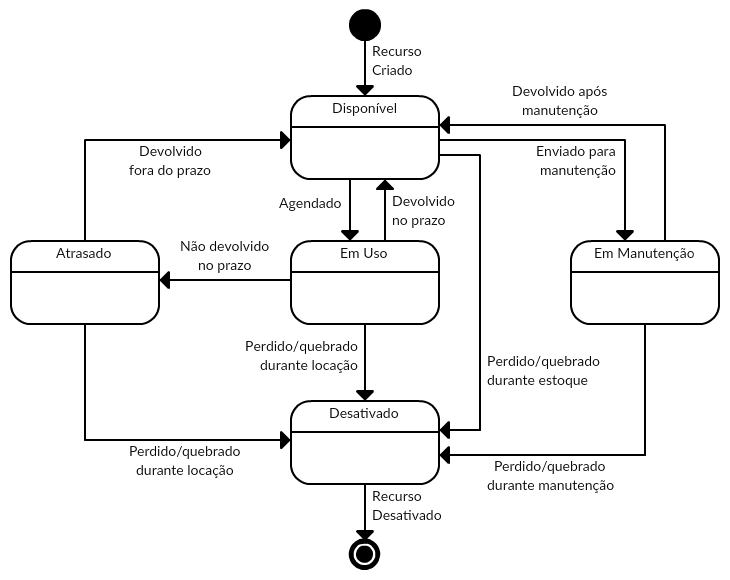 Recurso
Criado
Disponível
Devolvido após
manutenção
Devolvido
fora do prazo
Enviado para
manutenção
Agendado
Devolvido
no prazo
Atrasado
Não devolvido
no prazo
Em Uso
Em Manutenção
Perdido/quebrado
durante locação
Perdido/quebrado
durante estoque
Desativado
Perdido/quebrado
durante locação
Perdido/quebrado
durante manutenção
Recurso
Desativado